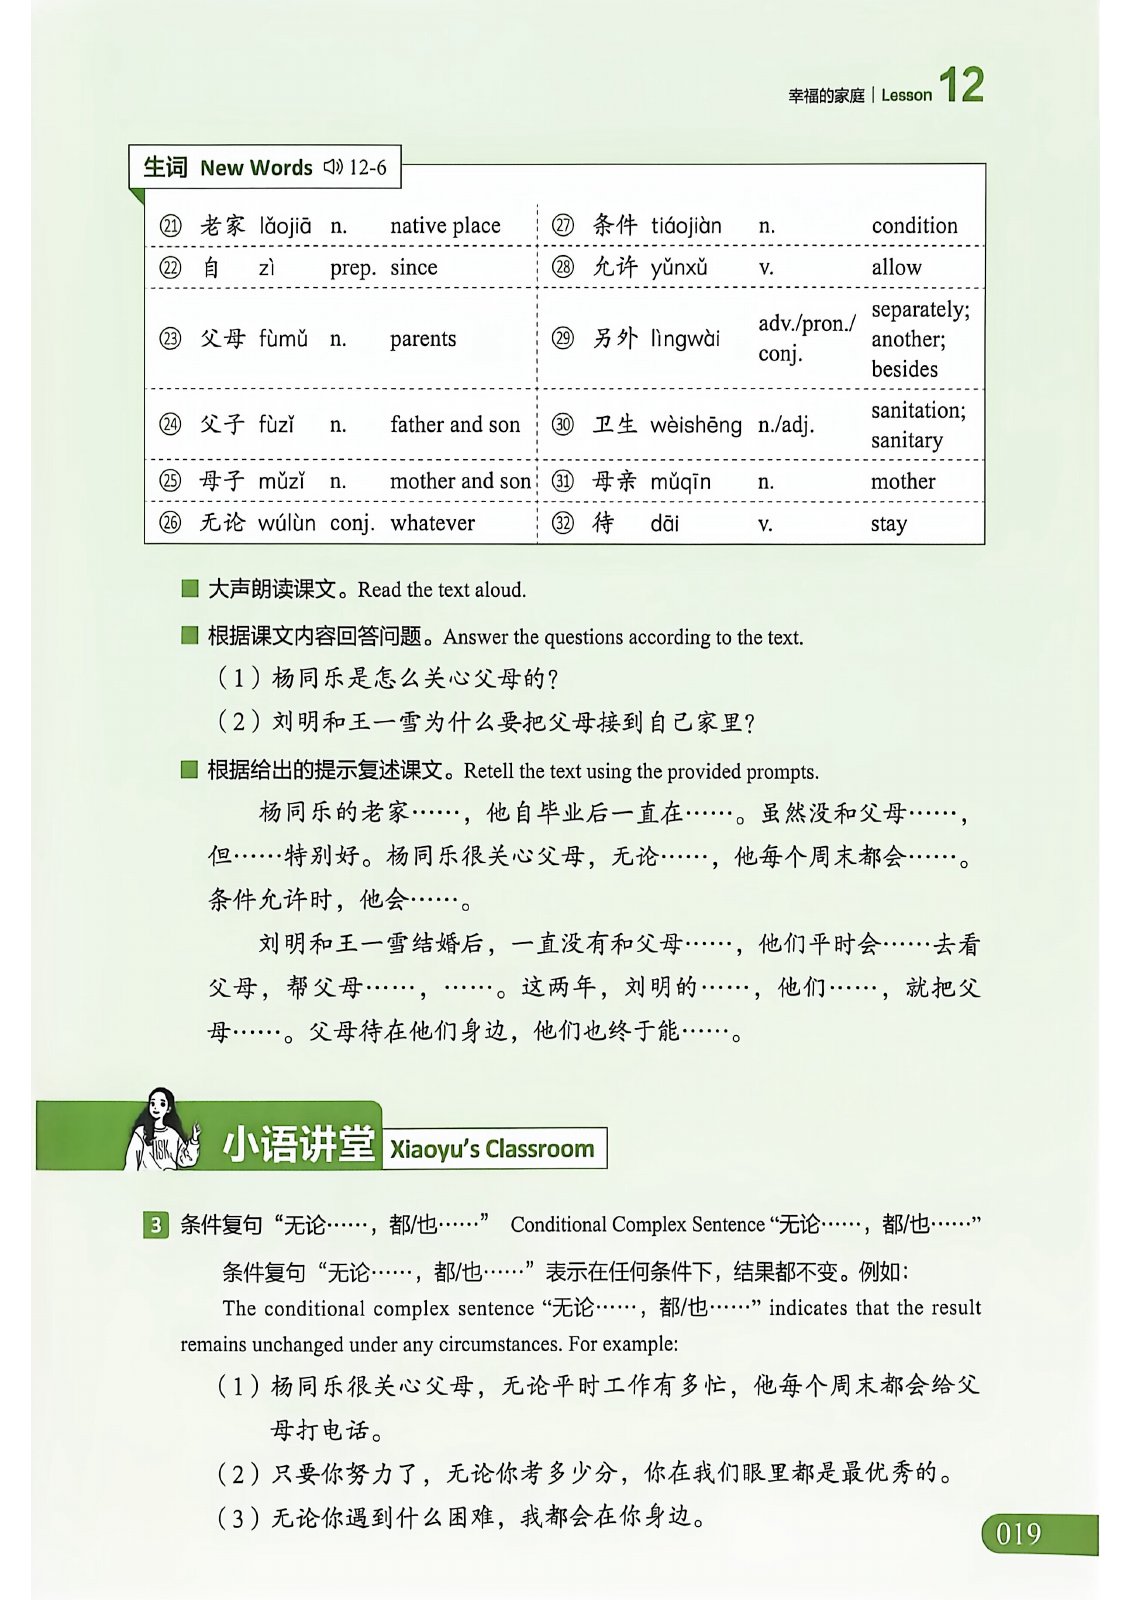 幸福的家庭 | Lesson 12
生词 New Words 12-6
㉑ 老家 lǎojiā n. native place
㉒ 自 zì prep. since
㉓ 父母 fùmǔ n. parents
㉔ 父子 fùzǐ n. father and son
㉕ 母子 mǔzǐ n. mother and son
㉖ 无论 wúlùn conj. whatever
㉗ 条件 tiáojiàn n. condition
㉘ 允许 yǔnxǔ v. allow
㉙ 另外 lìngwài adv./pron./conj. separately; another; besides
㉚ 卫生 wèishēng n./adj. sanitation; sanitary
㉛ 母亲 mǔqīn n. mother
㉜ 待 dāi v. stay
大声朗读课文。Read the text aloud.
根据课文内容回答问题。Answer the questions according to the text.
（1）杨同乐是怎么关心父母的？
（2）刘明和王一雪为什么要把父母接到自己家里？
根据给出的提示复述课文。Retell the text using the provided prompts.
杨同乐的老家……，他自毕业后一直在……。虽然没和父母……，
但……特别好。杨同乐很关心父母，无论……，他每个周末都会……。
条件允许时，他会……。
刘明和王一雪结婚后，一直没有和父母……，他们平时会……去看
父母，帮父母……，……。这两年，刘明的……，他们……，就把父
母……。父母待在他们身边，他们也终于能……。
ISK
小语讲堂 Xiaoyu's Classroom
3 条件复句“无论……，都/也……” Conditional Complex Sentence “无论……，都/也……”
条件复句“无论……，都/也……”表示在任何条件下，结果都不变。例如：
The conditional complex sentence “无论……，都/也……” indicates that the result
remains unchanged under any circumstances. For example:
（1）杨同乐很关心父母，无论平时工作有多忙，他每个周末都会给父
母打电话。
（2）只要你努力了，无论你考多少分，你在我们眼里都是最优秀的。
（3）无论你遇到什么困难，我都会在你身边。
019